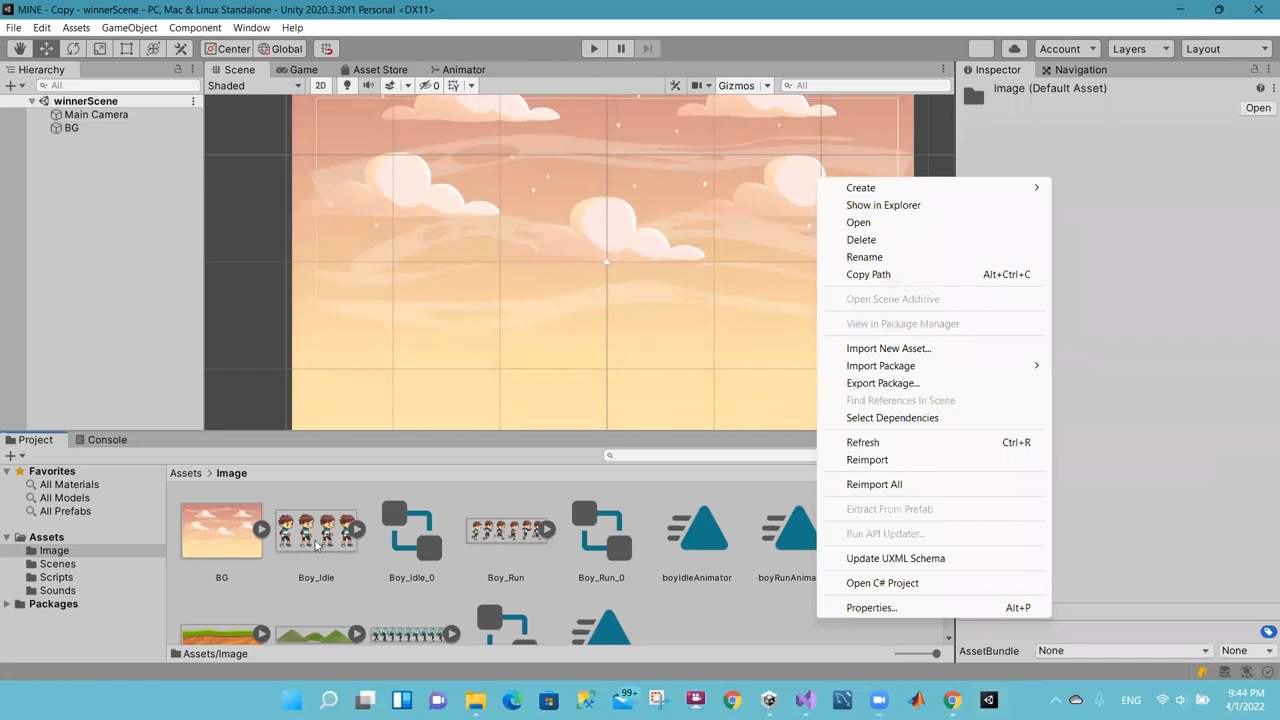 MINE - Copy - winnerScene - PC, Mac & Linux Standalone - Unity 2020.3.30f1 Personal <DX11>
File Edit Assets GameObject Component Window Help
Center Global Account Layers Layout
Hierarchy Scene Game Asset Store Animator Inspector Navigation
All Shaded 2D 0 Gizmos All Image (Default Asset)
winnerScene Open
Main Camera
BG
Create
Show in Explorer
Open
Delete
Rename
Copy Path Alt+Ctrl+C
Open Scene Additive
View in Package Manager
Import New Asset...
Import Package
Export Package...
Find References In Scene
Select Dependencies
Refresh Ctrl+R
Reimport
Reimport All
Extract From Prefab
Run API Updater...
Update UXML Schema
Open C# Project
Properties... Alt+P
Project Console
Favorites
All Materials
All Models
All Prefabs
Assets
Image
Scenes
Scripts
Sounds
Packages
Assets > Image
BG Boy_Idle Boy_Idle_0 Boy_Run Boy_Run_0 boyIdleAnimator boyRunAnima
Assets/Image
AssetBundle None None
99+ ENG 9:44 PM
4/1/2022